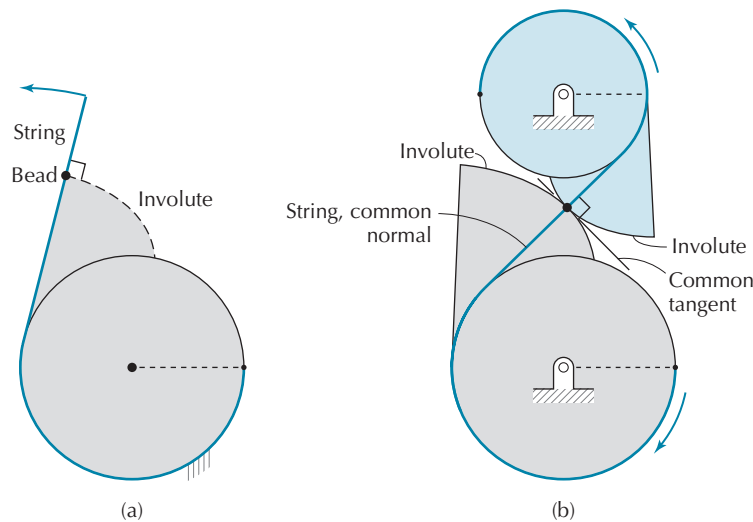 String
Bead
Involute
(a)
Involute
String, common
normal
Involute
Common
tangent
(b)